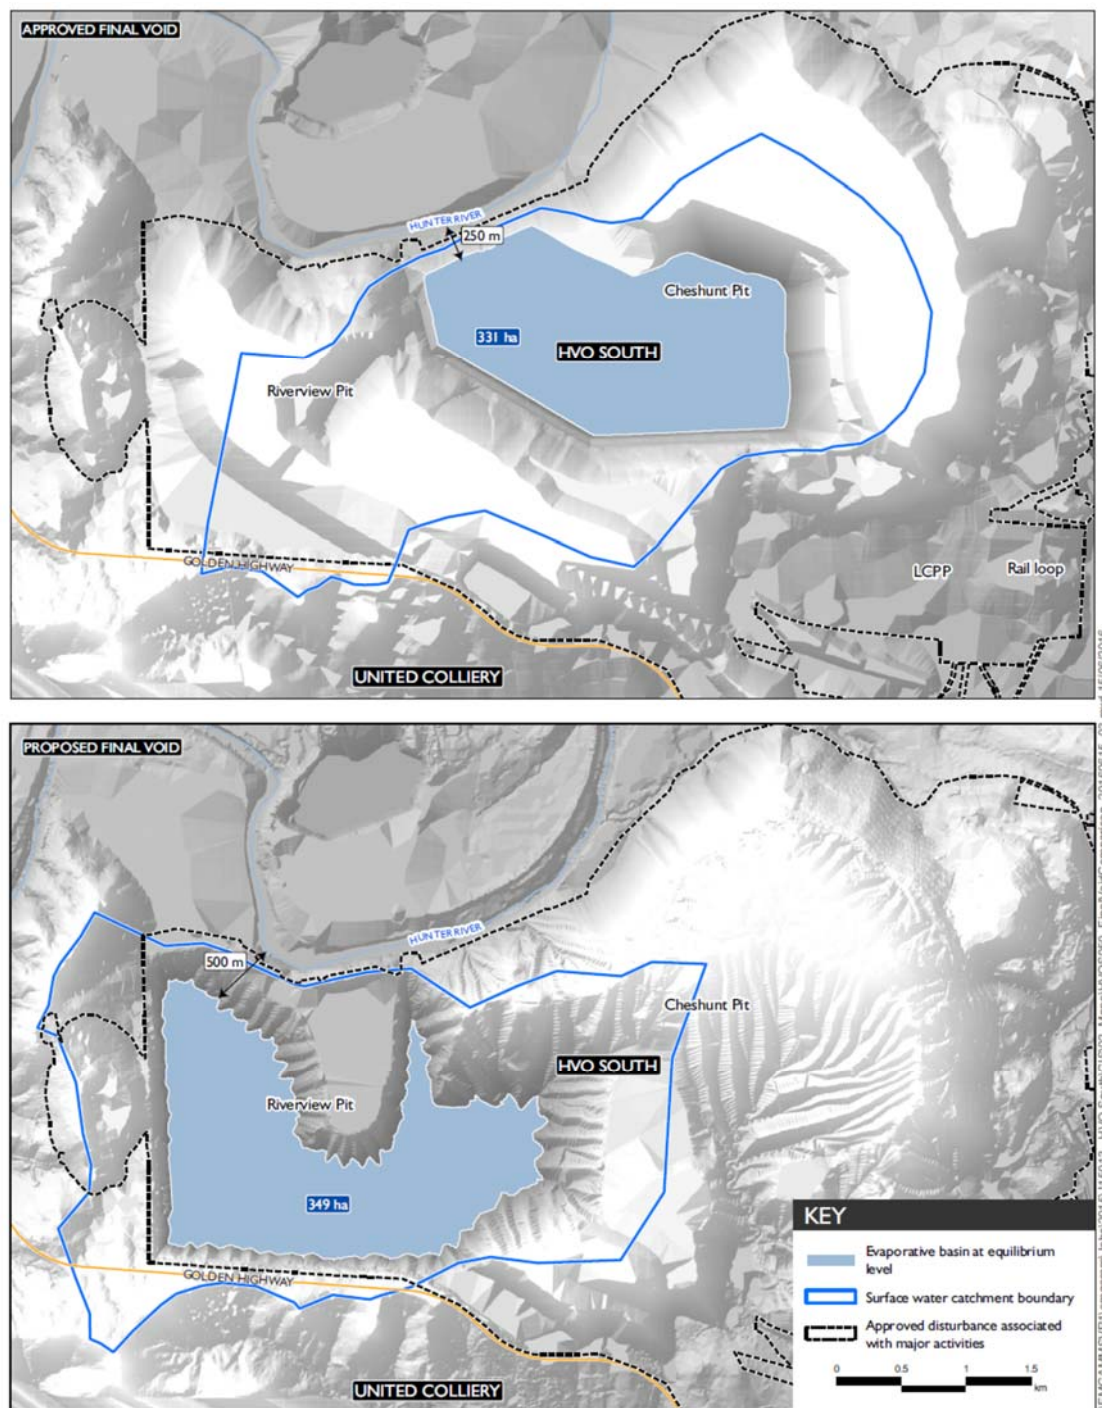 APPROVED FINAL VOID
HUNTER RIVER
250 m
Cheshunt Pit
331 ha
HVO SOUTH
Riverview Pit
GOLDEN HIGHWAY
LCPP
Rail loop
UNITED COLLIERY
PROPOSED FINAL VOID
HUNTER RIVER
500 m
Cheshunt Pit
HVO SOUTH
Riverview Pit
349 ha
GOLDEN HIGHWAY
UNITED COLLIERY
KEY
Evaporative basin at equilibrium
level
Surface water catchment boundary
Approved disturbance associated
with major activities
0 0.5 1 1.5
km